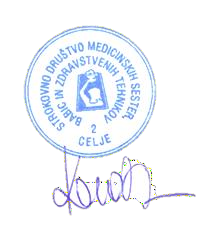 STROKOVNO DRUŠTVO MEDICINSKIH SESTER,
BABIC IN ZDRAVSTVENIH TEHNIKOV
2
CELJE